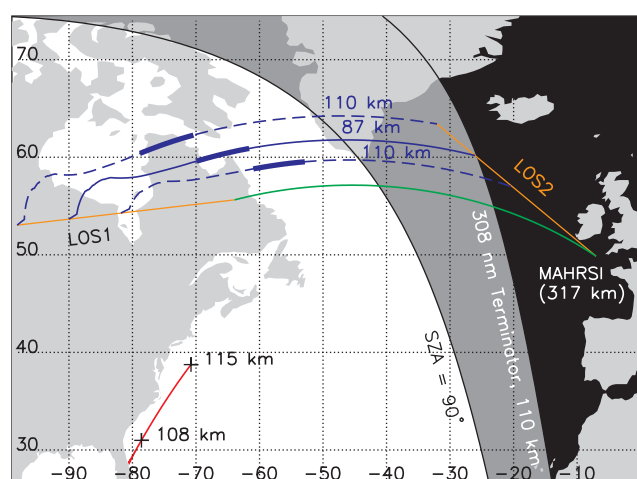 70
60
50
40
30
110 km
87 km
110 km
LOS1
LOS2
MAHRSI
(317 km)
308 nm Terminator, 110 km
SZA = 90°
115 km
108 km
-90
-80
-70
-60
-50
-40
-30
-20
-10